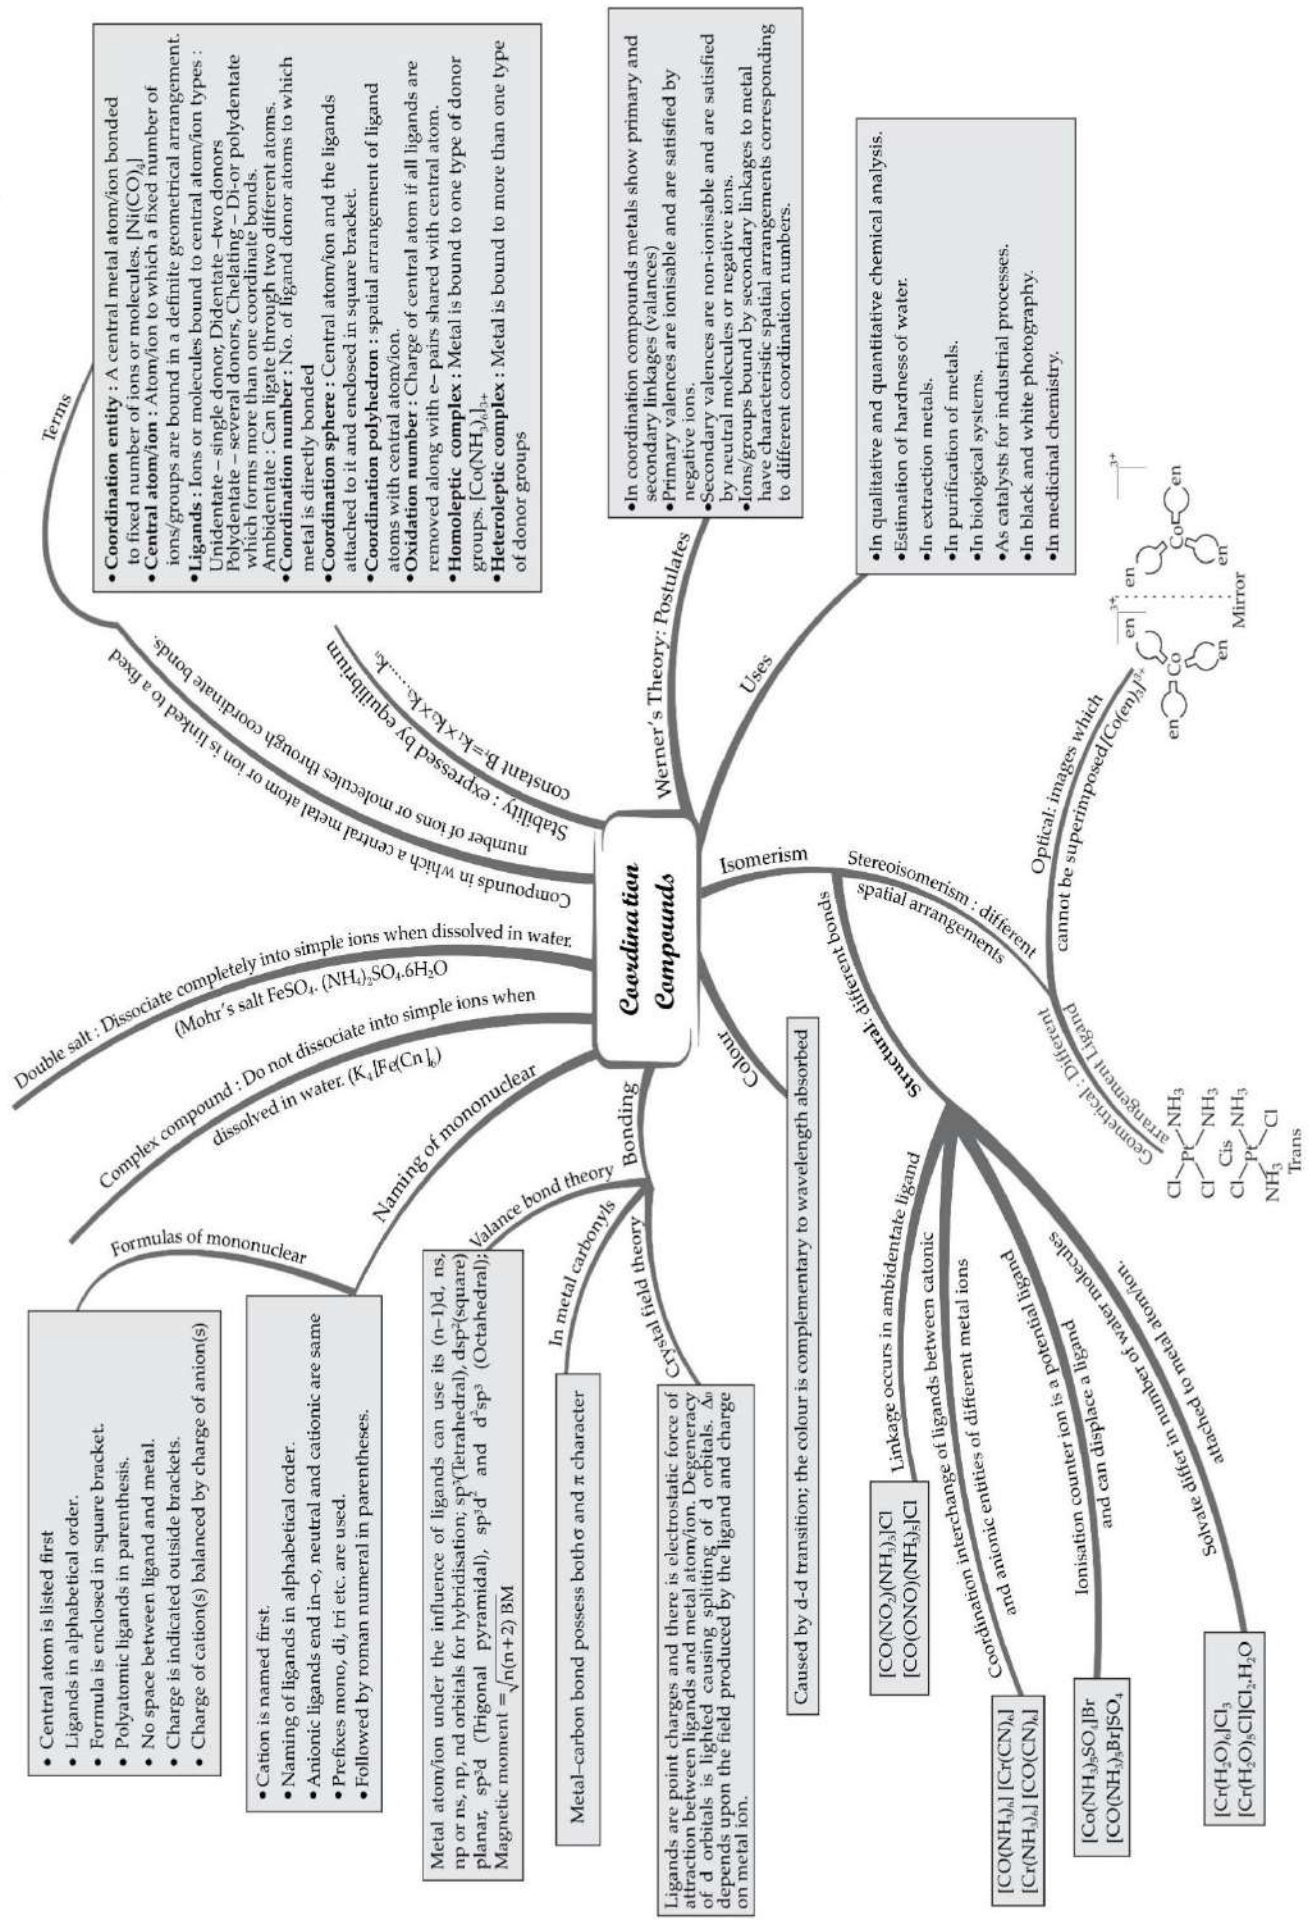 Coordination
Compounds
Terms
•Coordination entity : A central metal atom/ion bonded
to fixed number of ions or molecules. [Ni(CO)₄]
•Central atom/ion : Atom/ion to which a fixed number of
ions/groups are bound in a definite geometrical arrangement.
•Ligands : Ions or molecules bound to central atom/ion types :
Unidentate – single donor, Didentate –two donors
Polydentate – several donors, Chelating – Di-or polydentate
which forms more than one coordinate bonds.
Ambidentate : Can ligate through two different atoms.
•Coordination number : No. of ligand donor atoms to which
metal is directly bonded
•Coordination sphere : Central atom/ion and the ligands
attached to it and enclosed in square bracket.
•Coordination polyhedron : spatial arrangement of ligand
atoms with central atom/ion.
•Oxidation number : Charge of central atom if all ligands are
removed along with e– pairs shared with central atom.
•Homoleptic complex : Metal is bound to one type of donor
groups. [Co(NH₃)₆]³⁺
•Heteroleptic complex : Metal is bound to more than one type
of donor groups
Compounds in which a central metal atom or ion is linked to a fixed
number of ions or molecules through coordinate bonds.
Stability : expressed by equilibrium
constant Bₙ=k₁×k₂×k₃.....kₙ
Werner's Theory: Postulates
•In coordination compounds metals show primary and
secondary linkages (valances)
•Primary valences are ionisable and are satisfied by
negative ions.
•Secondary valences are non-ionisable and are satisfied
by neutral molecules or negative ions.
•Ions/groups bound by secondary linkages to metal
have characteristic spatial arrangements corresponding
to different coordination numbers.
Uses
•In qualitative and quantitative chemical analysis.
•Estimation of hardness of water.
•In extraction metals.
•In purification of metals.
•In biological systems.
•As catalysts for industrial processes.
•In black and white photography.
•In medicinal chemistry.
Double salt : Dissociate completely into simple ions when dissolved in water.
(Mohr's salt FeSO₄. (NH₄)₂SO₄.6H₂O
Complex compound : Do not dissociate into simple ions when
dissolved in water. (K₄[Fe(Cn]₆)
Naming of mononuclear
Formulas of mononuclear
• Central atom is listed first
• Ligands in alphabetical order.
• Formula is enclosed in square bracket.
• Polyatomic ligands in parenthesis.
• No space between ligand and metal.
• Charge is indicated outside brackets.
• Charge of cation(s) balanced by charge of anion(s)
• Cation is named first.
• Naming of ligands in alphabetical order.
• Anionic ligands end in–o, neutral and cationic are same
• Prefixes mono, di, tri etc. are used.
• Followed by roman numeral in parentheses.
Bonding
Valance bond theory
Metal atom/ion under the influence of ligands can use its (n–1)d, ns,
np or ns, np, nd orbitals for hybridisation; sp³(Tetrahedral), dsp²(square)
planar, sp³d (Trigonal pyramidal), sp³d² and d²sp³ (Octahedral);
Magnetic moment = √n(n+2) BM
In metal carbonyls
Metal–carbon bond possess both σ and π character
Crystal field theory
Ligands are point charges and there is electrostatic force of
attraction between ligands and metal atom/ion. Degeneracy
of d orbitals is lighted causing splitting of d orbitals. Δ₀
depends upon the field produced by the ligand and charge
on metal ion.
Colour
Caused by d–d transition; the colour is complementary to wavelength absorbed
Isomerism
Stereoisomerism : different
spatial arrangements
Optical: images which
cannot be superimposed[Co(en)₃]³⁺
en
Co
en
en
3+
Mirror
en
Co
en
en
3+
Geometrical : Different
arrangement Ligand
Cl
NH₃
Pt
Cl
NH₃
Cis
Cl
NH₃
Pt
NH₃
Cl
Trans
Structural: different bonds
Linkage occurs in ambidentate ligand
[CO(NO₂)(NH₃)₅]Cl
[CO(ONO)(NH₃)₅]Cl
Coordination interchange of ligands between catonic
and anionic entities of different metal ions
[CO(NH₃)₆] [Cr(CN)₆]
[Cr(NH₃)₆] [CO(CN)₆]
Ionisation counter ion is a potential ligand
and can displace a ligand
[Co(NH₃)₅SO₄]Br
[CO(NH₃)₅Br]SO₄
Solvate differ in number of water molecules
attached to metal atom/ion.
[Cr(H₂O)₆]Cl₃
[Cr(H₂O)₅Cl]Cl₂.H₂O